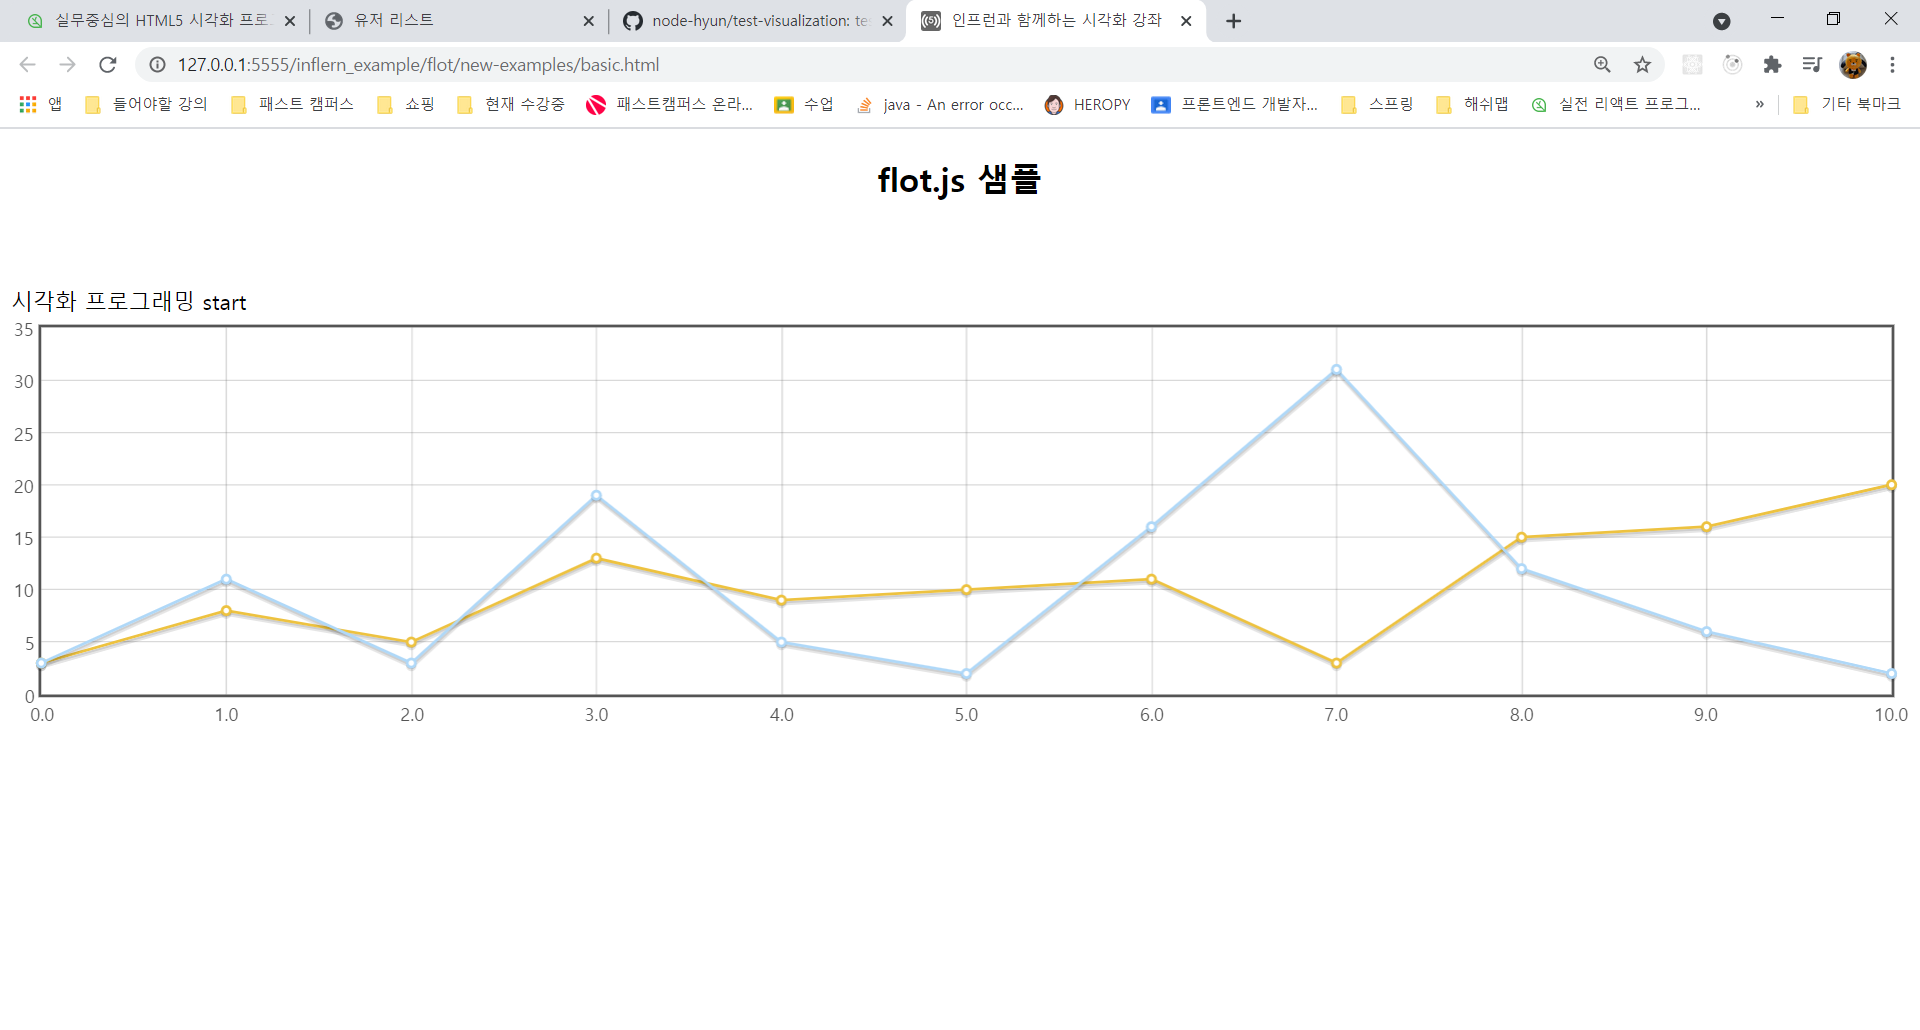 실무중심의 HTML5 시각화 프로
유저 리스트
node-hyun/test-visualization: te
인프런과 함께하는 시각화 강좌
127.0.0.1:5555/inflern_example/flot/new-examples/basic.html
앱 들어야할 강의 패스트 캠퍼스 쇼핑 현재 수강중 패스트캠퍼스 온라... 수업 java - An error occ... HEROPY 프론트엔드 개발자... 스프링 해쉬맵 실전 리액트 프로그... » 기타 북마크
flot.js 샘플
시각화 프로그래밍 start
35
30
25
20
15
10
5
0
0.0 1.0 2.0 3.0 4.0 5.0 6.0 7.0 8.0 9.0 10.0